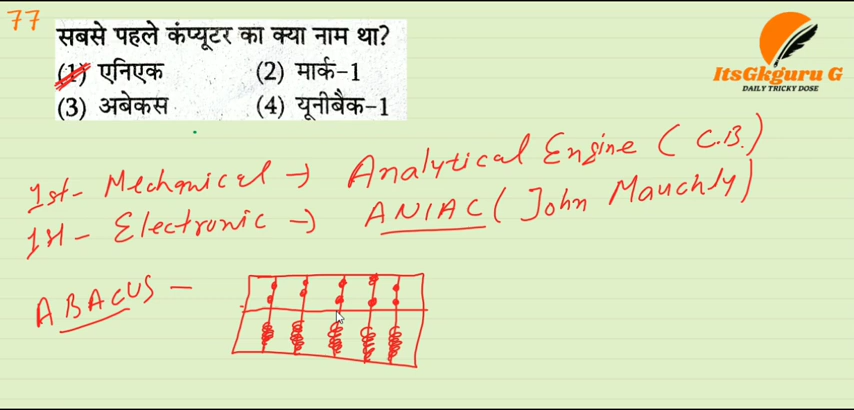 77
सबसे पहले कंप्यूटर का क्या नाम था?
(1) एनिएक (2) मार्क-1
(3) अबेकस (4) यूनीबैक-1
ItsGkguru G
DAILY TRICKY DOSE
1st- Mechanical → Analytical Engine ( C.B.)
1st - Electronic → ANIAC ( John Mauchly)
ABACUS -